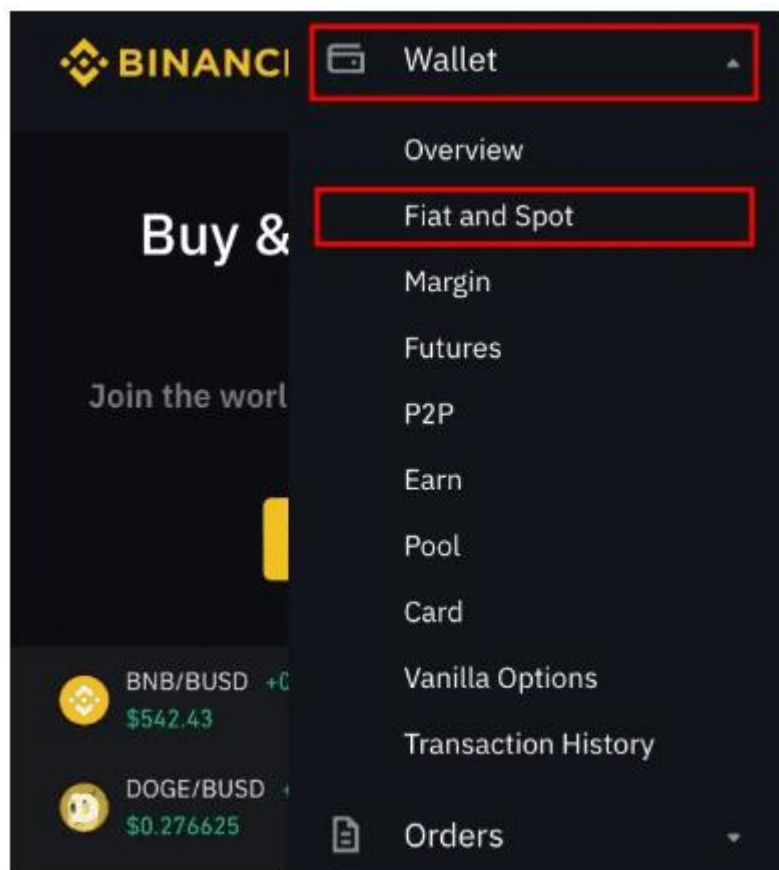 BINANC
Buy &
Join the worl
BNB/BUSD +0
$542.43
DOGE/BUSD +
$0.276625
Wallet
Overview
Fiat and Spot
Margin
Futures
P2P
Earn
Pool
Card
Vanilla Options
Transaction History
Orders